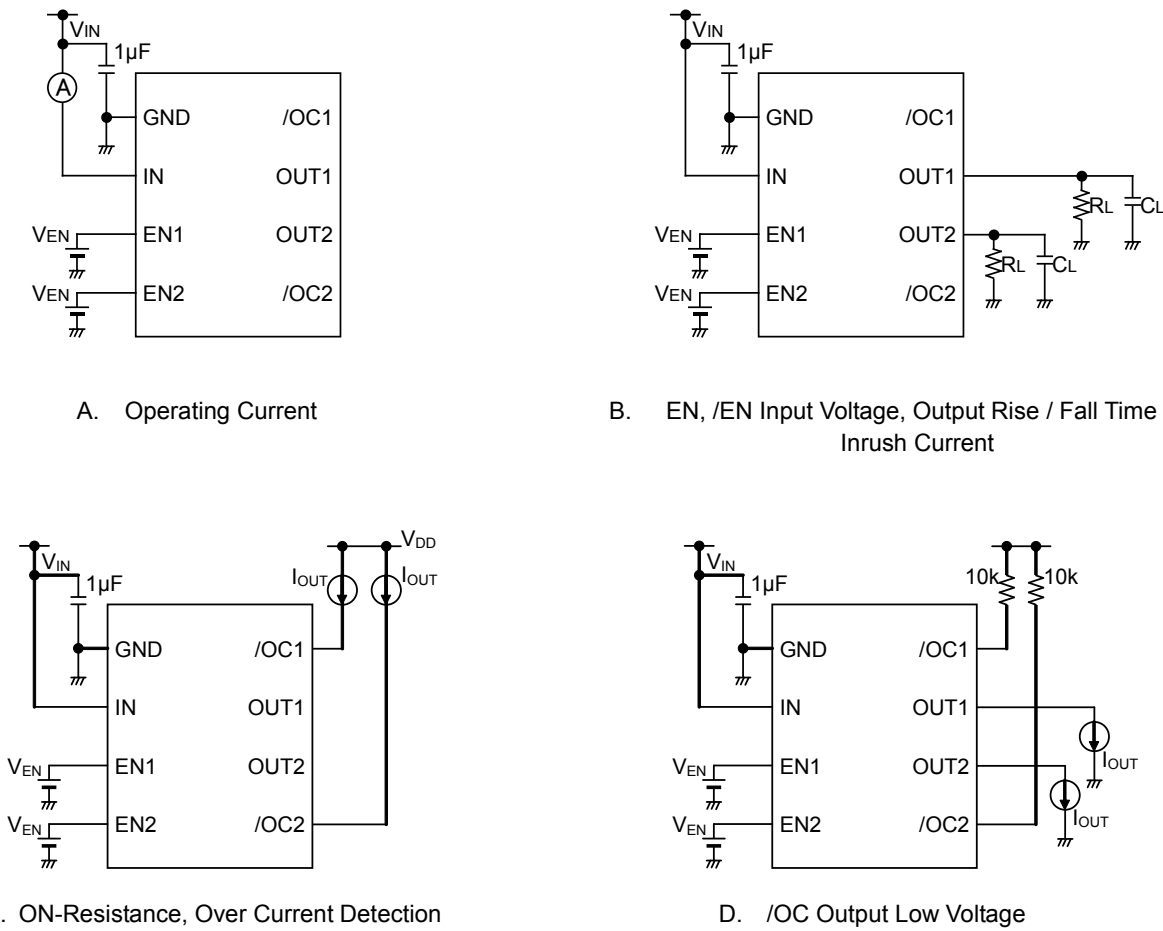 VIN
1µF
A
GND /OC1
IN OUT1
VEN EN1 OUT2
VEN EN2 /OC2
A. Operating Current
VIN
1µF
GND /OC1
IN OUT1
RL CL
VEN EN1 OUT2
RL CL
VEN EN2 /OC2
B. EN, /EN Input Voltage, Output Rise / Fall Time
Inrush Current
VDD
VIN
1µF IOUT IOUT
GND /OC1
IN OUT1
VEN EN1 OUT2
VEN EN2 /OC2
. ON-Resistance, Over Current Detection
VIN
1µF 10k 10k
GND /OC1
IN OUT1
IOUT
VEN EN1 OUT2
IOUT
VEN EN2 /OC2
D. /OC Output Low Voltage